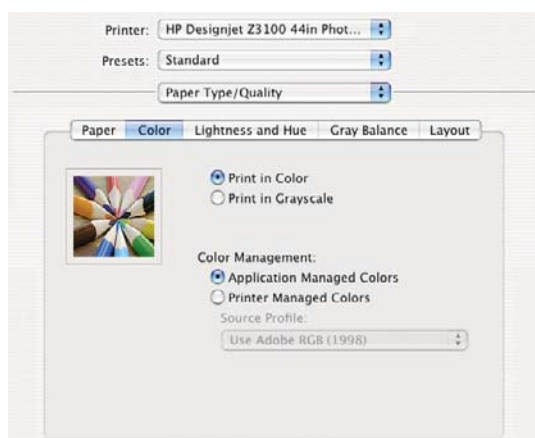 Printer: HP Designjet Z3100 44in Phot...
Presets: Standard
Paper Type/Quality
Paper Color Lightness and Hue Gray Balance Layout
Print in Color
Print in Grayscale
Color Management:
Application Managed Colors
Printer Managed Colors
Source Profile:
Use Adobe RGB (1998)